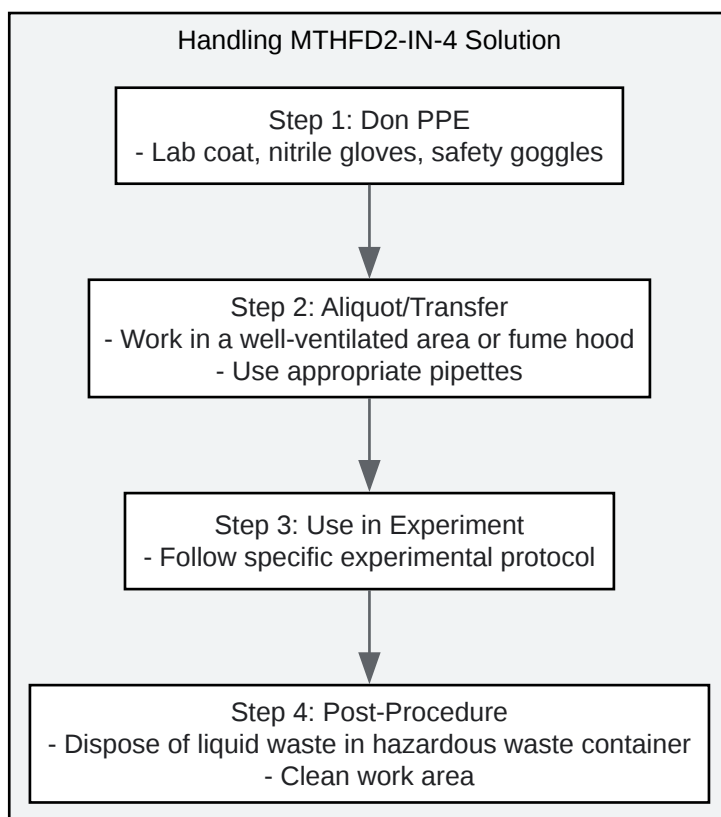 Handling MTHFD2-IN-4 Solution
Step 1: Don PPE
- Lab coat, nitrile gloves, safety goggles
Step 2: Aliquot/Transfer
- Work in a well-ventilated area or fume hood
- Use appropriate pipettes
Step 3: Use in Experiment
- Follow specific experimental protocol
Step 4: Post-Procedure
- Dispose of liquid waste in hazardous waste container
- Clean work area